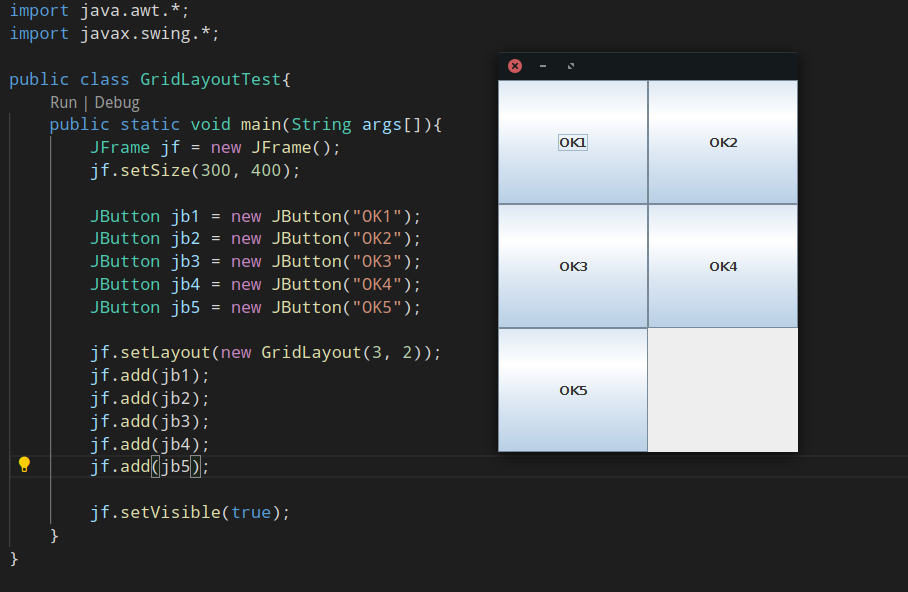 import java.awt.*;
import javax.swing.*;
public class GridLayoutTest{
Run | Debug
public static void main(String args[]){
JFrame jf = new JFrame();
jf.setSize(300, 400);
JButton jb1 = new JButton("OK1");
JButton jb2 = new JButton("OK2");
JButton jb3 = new JButton("OK3");
JButton jb4 = new JButton("OK4");
JButton jb5 = new JButton("OK5");
jf.setLayout(new GridLayout(3, 2));
jf.add(jb1);
jf.add(jb2);
jf.add(jb3);
jf.add(jb4);
jf.add(jb5);
jf.setVisible(true);
}
}
OK1 OK2
OK3 OK4
OK5